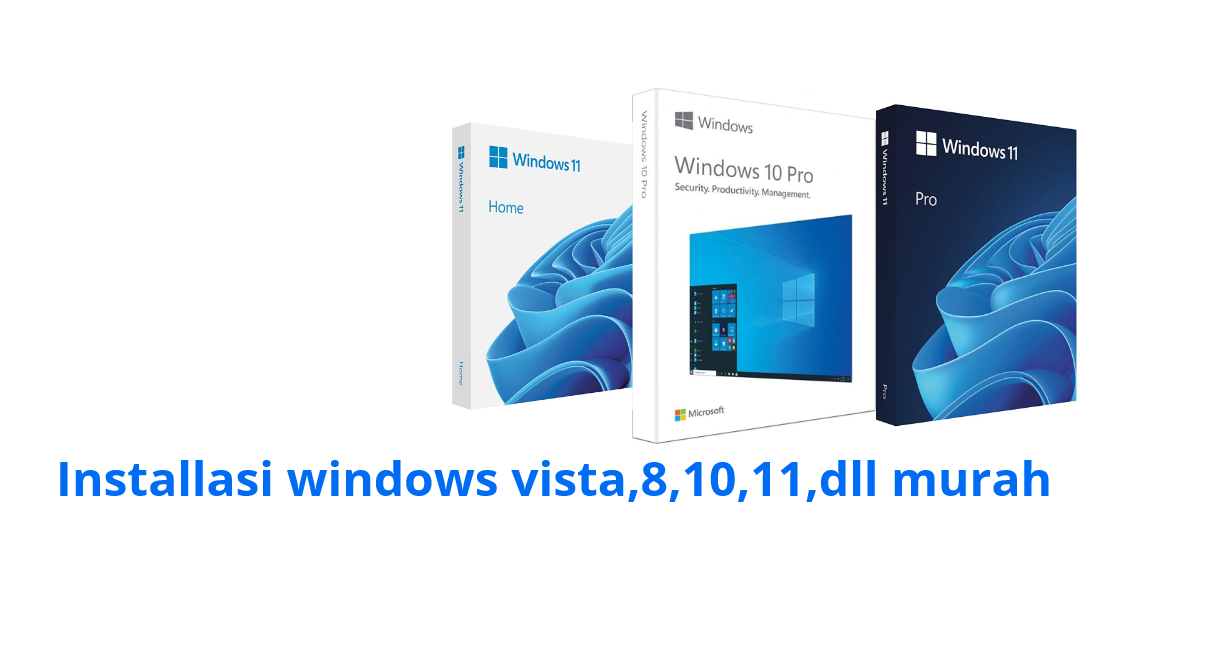 Windows 11
Home
Windows 11
Home
Windows 10 Pro
Windows
Windows 10 Pro
Security. Productivity. Management.
Microsoft
Windows 11
Pro
Windows 11
Pro
Installasi windows vista,8,10,11,dll murah